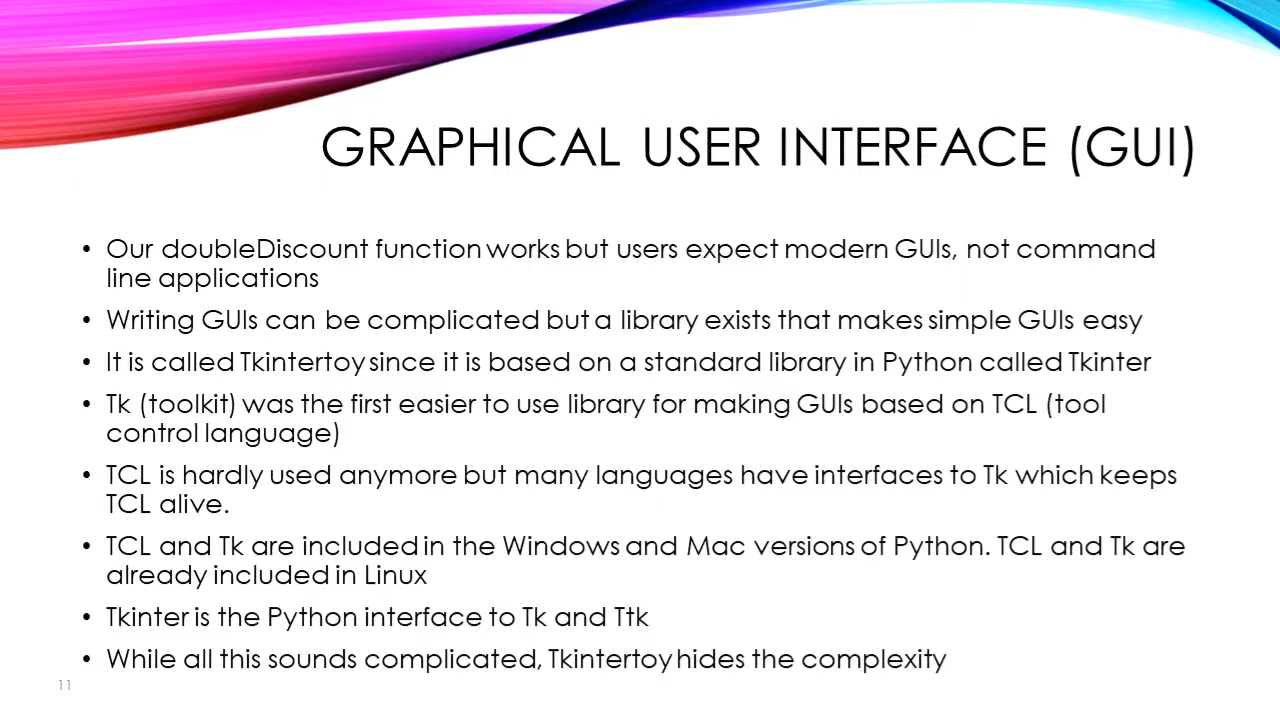 GRAPHICAL USER INTERFACE (GUI)
• Our doubleDiscount function works but users expect modern GUIs, not command
line applications
• Writing GUIs can be complicated but a library exists that makes simple GUIs easy
• It is called Tkintertoy since it is based on a standard library in Python called Tkinter
• Tk (toolkit) was the first easier to use library for making GUIs based on TCL (tool
control language)
• TCL is hardly used anymore but many languages have interfaces to Tk which keeps
TCL alive.
• TCL and Tk are included in the Windows and Mac versions of Python. TCL and Tk are
already included in Linux
• Tkinter is the Python interface to Tk and Ttk
• While all this sounds complicated, Tkintertoy hides the complexity
11